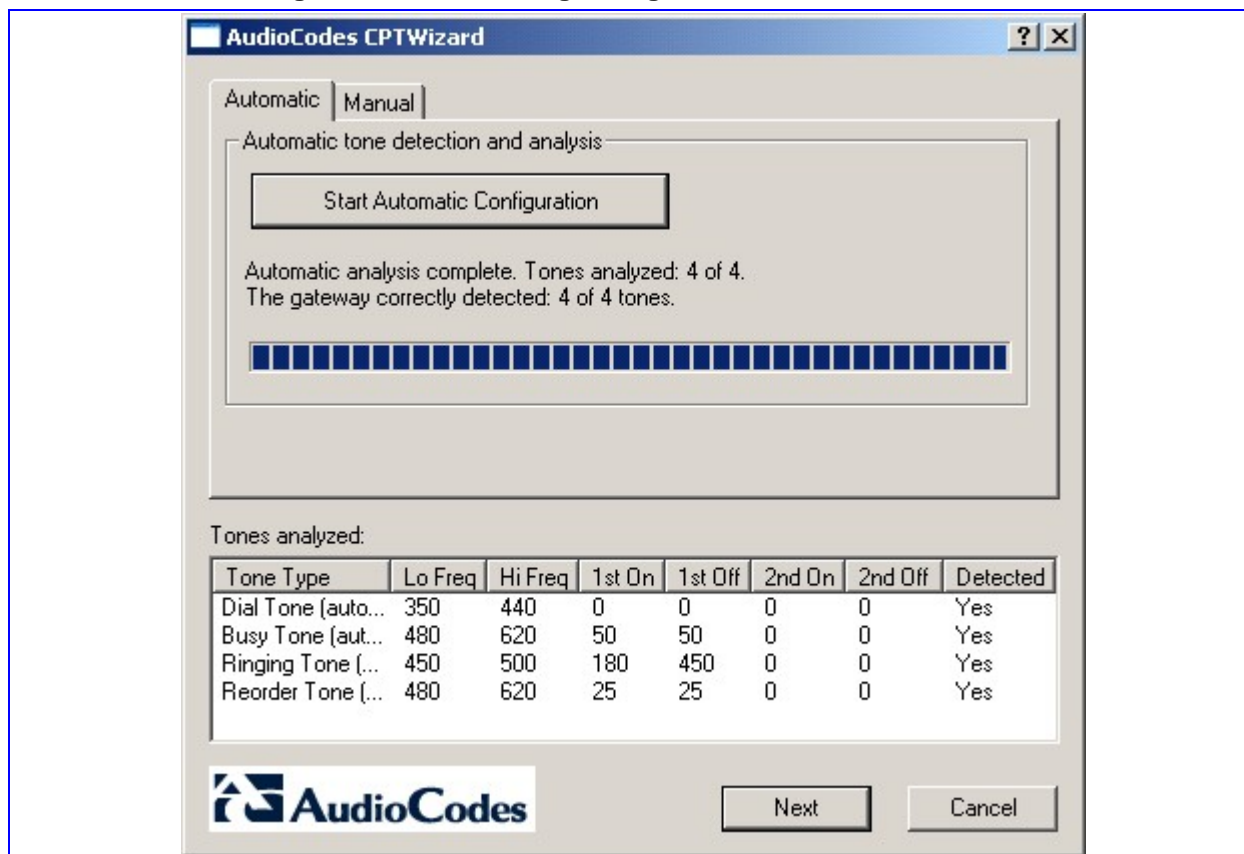 AudioCodes CPTWizard
Automatic Manual
Automatic tone detection and analysis
Start Automatic Configuration
Automatic analysis complete. Tones analyzed: 4 of 4.
The gateway correctly detected: 4 of 4 tones.
Tones analyzed:
Tone Type Lo Freq Hi Freq 1st On 1st Off 2nd On 2nd Off Detected
Dial Tone (auto... 350 440 0 0 0 0 Yes
Busy Tone (aut... 480 620 50 50 0 0 Yes
Ringing Tone (... 450 500 180 450 0 0 Yes
Reorder Tone (... 480 620 25 25 0 0 Yes
AudioCodes Next Cancel